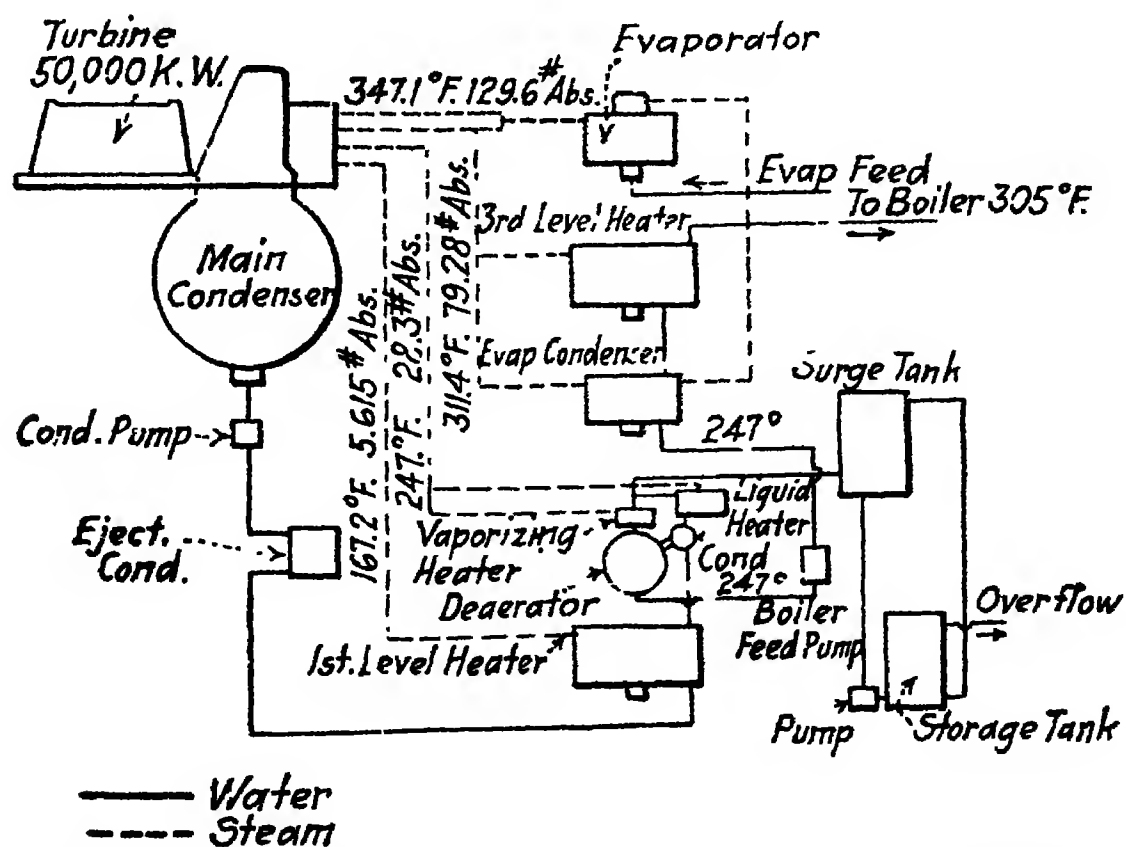 Turbine
50,000 K.W.
Evaporator
347.1°F. 129.6# Abs.
Evap Feed
To Boiler 305°F.
3rd Level Heater
Main
Condenser
167.2°F. 5.615# Abs.
247.°F. 28.3# Abs.
311.4°F. 79.28# Abs.
Evap Condenser
Surge Tank
Cond. Pump
247°
Liquid
Heater
Vaporizing
Heater
Eject.
Cond.
Cond
247°
Deaerator
Boiler
Feed Pump
Overflow
1st. Level Heater
Pump
Storage Tank
Water
Steam